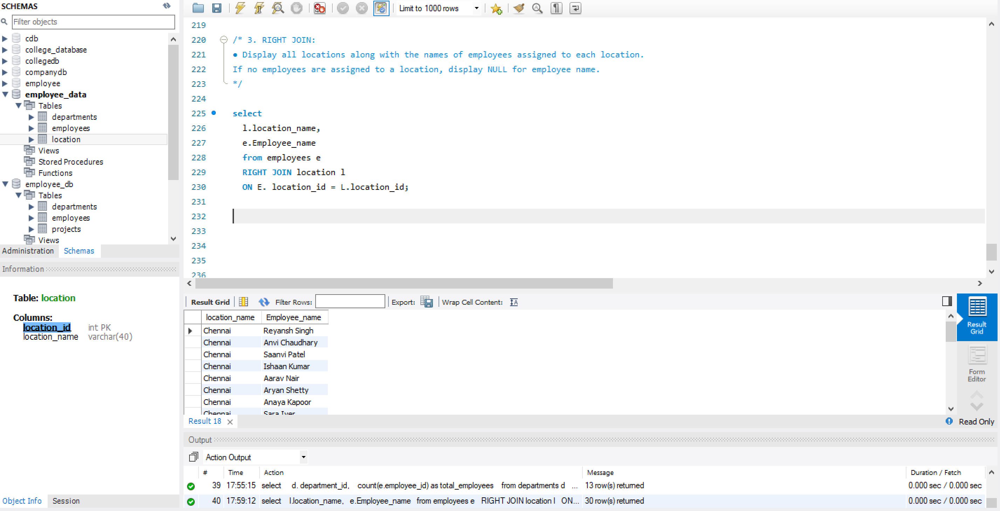 SCHEMAS
Filter objects
cdb
college_database
collegedb
companydb
employee
employee_data
Tables
departments
employees
location
Views
Stored Procedures
Functions
employee_db
Tables
departments
employees
projects
Views
Administration Schemas
Information
Table: location
Columns:
location_id int PK
location_name varchar(40)
Object Info Session
Limit to 1000 rows
219
220 /* 3. RIGHT JOIN:
221 • Display all locations along with the names of employees assigned to each location.
222 If no employees are assigned to a location, display NULL for employee name.
223 */
224
225 select
226 l.location_name,
227 e.Employee_name
228 from employees e
229 RIGHT JOIN location l
230 ON E. location_id = L.location_id;
231
232
233
234
235
236
Result Grid Filter Rows: Export: Wrap Cell Content:
location_name Employee_name
Chennai Reyansh Singh
Chennai Anvi Chaudhary
Chennai Saanvi Patel
Chennai Ishaan Kumar
Chennai Aarav Nair
Chennai Aryan Shetty
Chennai Anaya Kapoor
Chennai Sara Iyer
Result
Grid
Form
Editor
Result 18 Read Only
Output
Action Output
# Time Action Message Duration / Fetch
39 17:55:15 select d. department_id, count(e.employee_id) as total_employees from departments d ... 13 row(s) returned 0.000 sec / 0.000 sec
40 17:59:12 select l.location_name, e.Employee_name from employees e RIGHT JOIN location l ON... 30 row(s) returned 0.000 sec / 0.000 sec